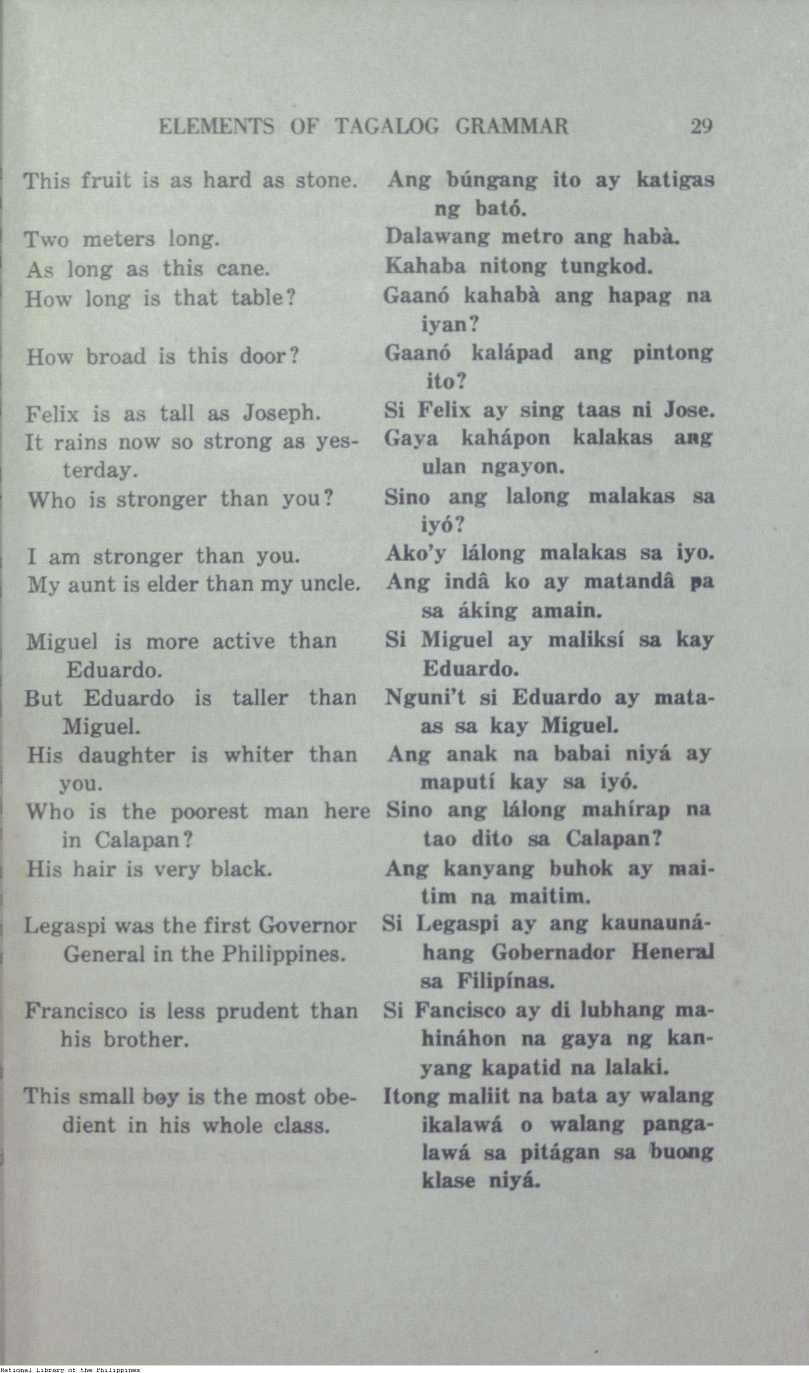 ELEMENTS OF TAGALOG GRAMMAR 29
This fruit is as hard as stone. Ang búngang ito ay katigas
ng bató.
Two meters long. Dalawang metro ang habà.
As long as this cane. Kahaba nitong tungkod.
How long is that table? Gaanó kahabà ang hapag na
iyan?
How broad is this door? Gaanó kalápad ang pintong
ito?
Felix is as tall as Joseph. Si Felix ay sing taas ni Jose.
It rains now so strong as yes- Gaya kahápon kalakas ang
terday. ulan ngayon.
Who is stronger than you? Sino ang lalong malakas sa
iyó?
I am stronger than you. Ako'y lálong malakas sa iyo.
My aunt is elder than my uncle. Ang indâ ko ay matandâ pa
sa áking amain.
Miguel is more active than Si Miguel ay maliksí sa kay
Eduardo. Eduardo.
But Eduardo is taller than Nguni't si Eduardo ay mata-
Miguel. as sa kay Miguel.
His daughter is whiter than Ang anak na babai niyá ay
you. maputí kay sa iyó.
Who is the poorest man here Sino ang lálong mahírap na
in Calapan? tao dito sa Calapan?
His hair is very black. Ang kanyang buhok ay mai-
tim na maitim.
Legaspi was the first Governor Si Legaspi ay ang kaunauná-
General in the Philippines. hang Gobernador Heneral
sa Filipínas.
Francisco is less prudent than Si Fancisco ay di lubhang ma-
his brother. hináhon na gaya ng kan-
yang kapatid na lalaki.
This small boy is the most obe- Itong maliit na bata ay walang
dient in his whole class. ikalawá o walang panga-
lawá sa pitágan sa buong
klase niyá.
National Library of the Philippines